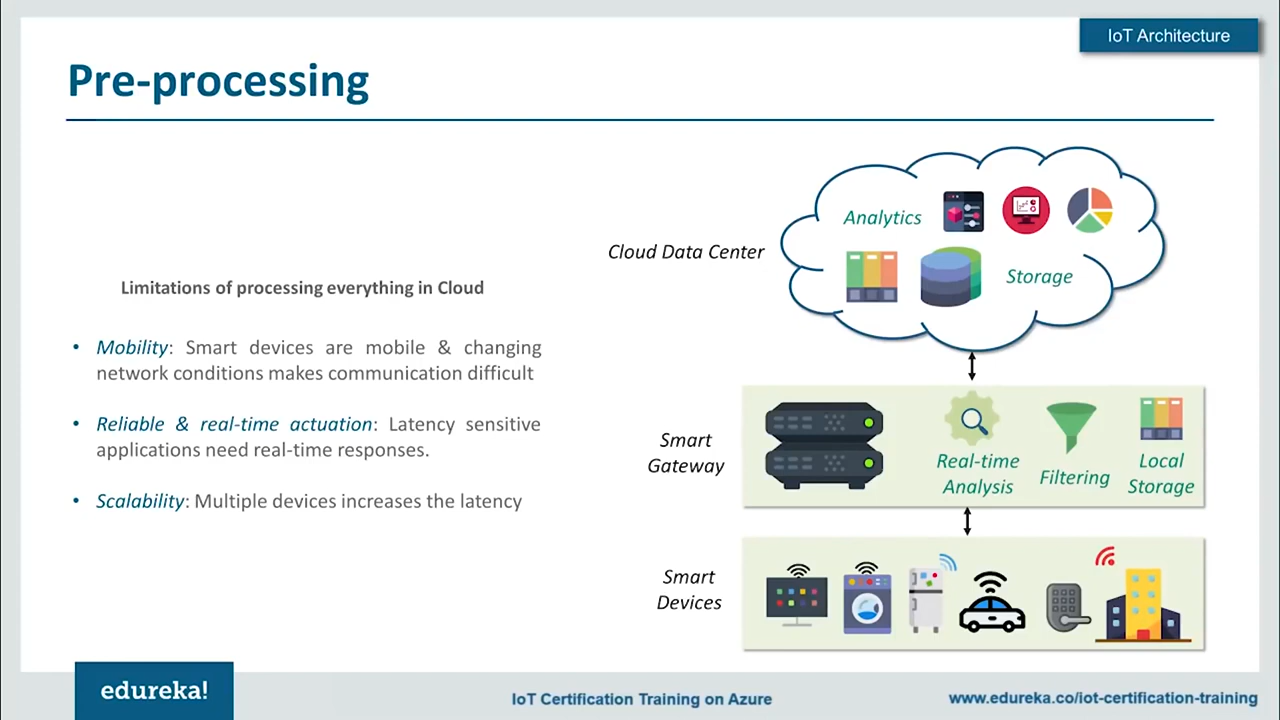 IoT Architecture
Pre-processing
Limitations of processing everything in Cloud
• Mobility: Smart devices are mobile & changing
network conditions makes communication difficult
• Reliable & real-time actuation: Latency sensitive
applications need real-time responses.
• Scalability: Multiple devices increases the latency
Cloud Data Center
Analytics
Storage
Smart
Gateway
Real-time
Analysis
Filtering
Local
Storage
Smart
Devices
edureka!
IoT Certification Training on Azure
www.edureka.co/iot-certification-training